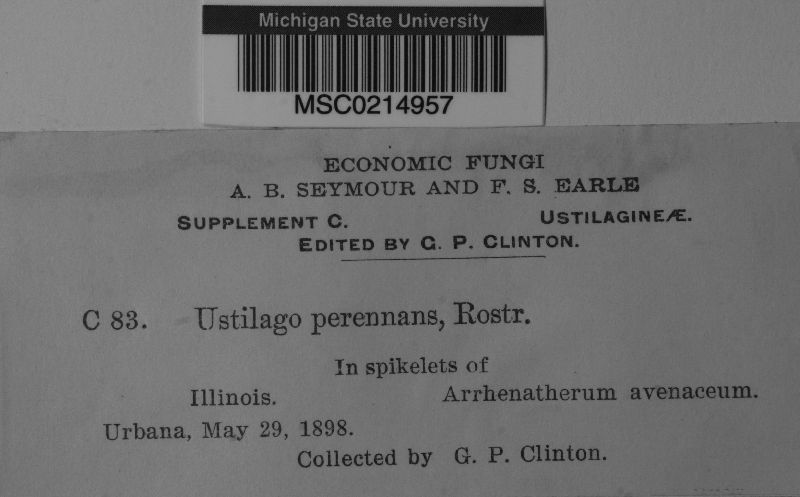 Michigan State University
MSC0214957
ECONOMIC FUNGI
A. B. SEYMOUR AND F. S. EARLE
SUPPLEMENT C. USTILAGINEÆ.
EDITED BY G. P. CLINTON.
C 83. Ustilago perennans, Rostr.
In spikelets of
Illinois. Arrhenatherum avenaceum.
Urbana, May 29, 1898.
Collected by G. P. Clinton.